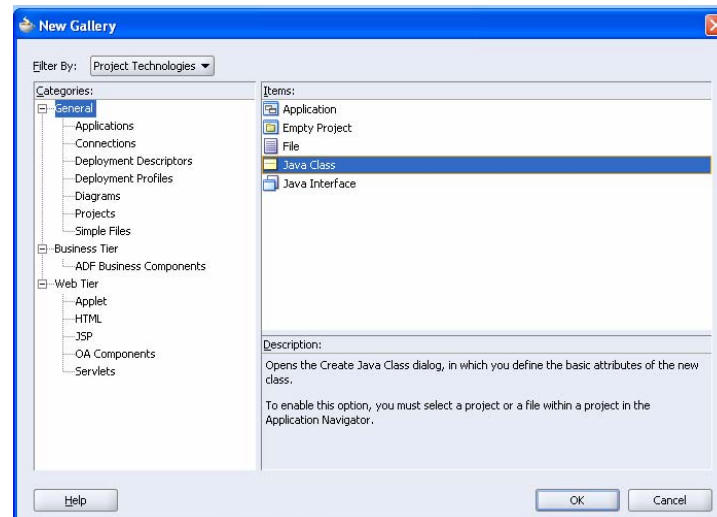 New Gallery
Filter By: Project Technologies
Categories:
General
Applications
Connections
Deployment Descriptors
Deployment Profiles
Diagrams
Projects
Simple Files
Business Tier
ADF Business Components
Web Tier
Applet
HTML
JSP
OA Components
Servlets
Items:
Application
Empty Project
File
Java Class
Java Interface
Description:
Opens the Create Java Class dialog, in which you define the basic attributes of the new
class.
To enable this option, you must select a project or a file within a project in the
Application Navigator.
Help
OK
Cancel